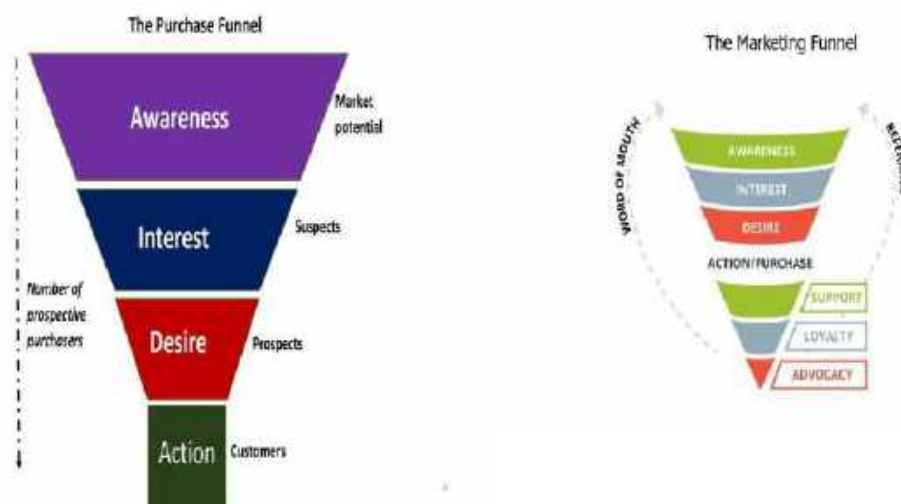 The Purchase Funnel
Awareness
Market
potential
Interest
Suspects
Number of
prospective
purchasers
Desire
Prospects
Action
Customers
The Marketing Funnel
WORD OF MOUTH
AWARENESS
INTEREST
DESIRE
ACTION/PURCHASE
SUPPORT
LOYALTY
ADVOCACY